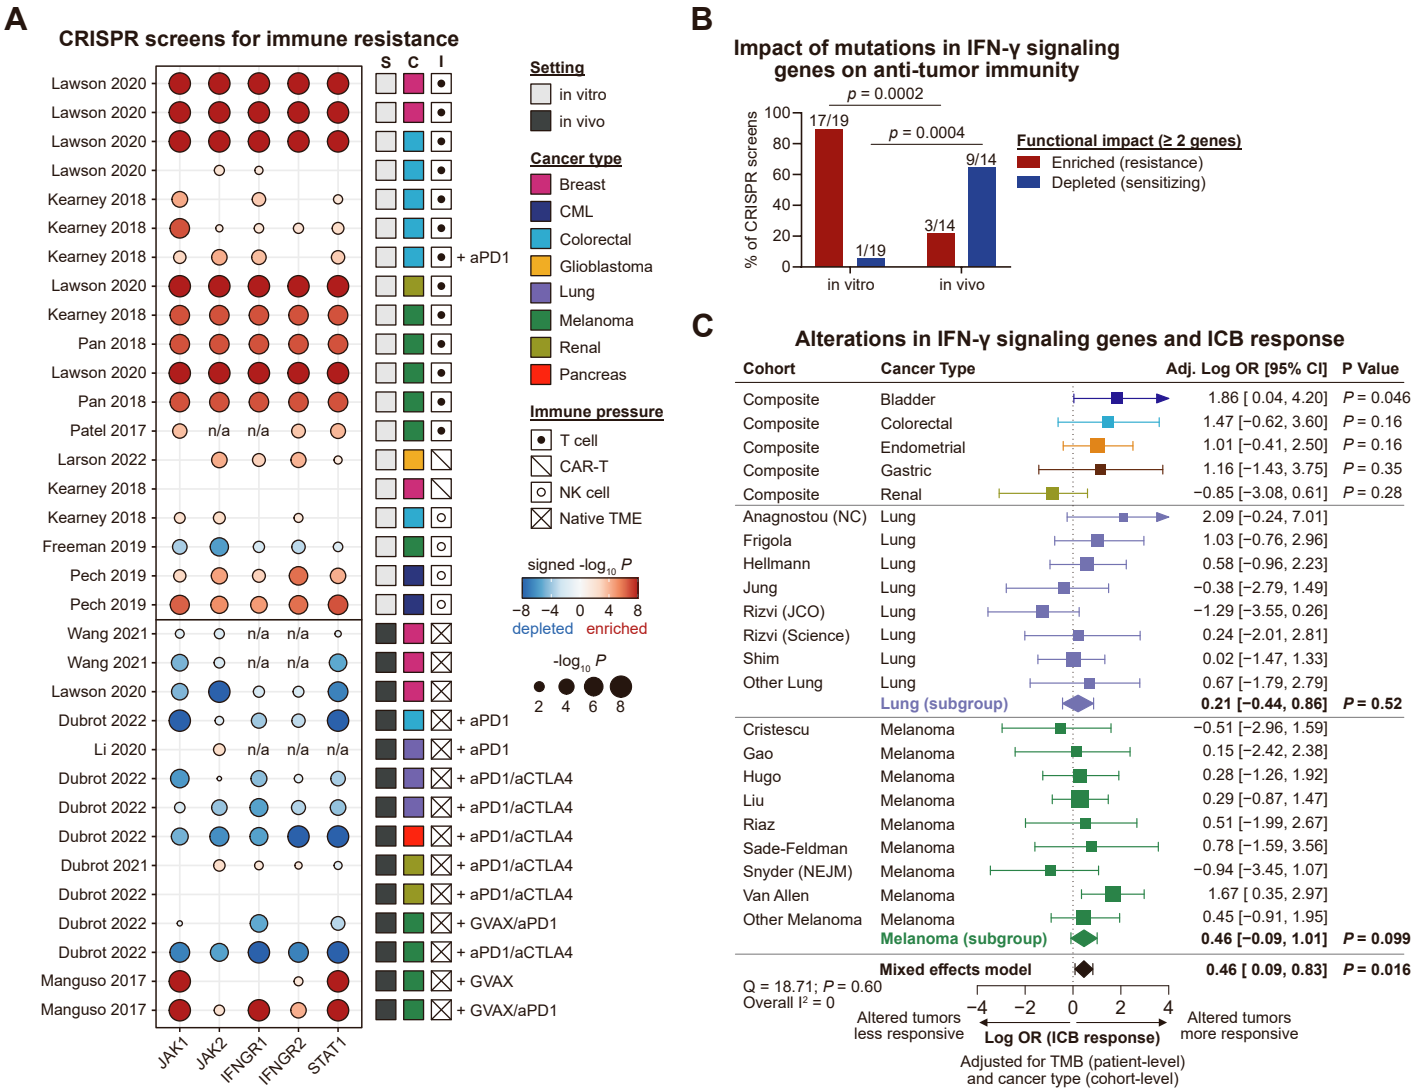 A
CRISPR screens for immune resistance
S C I
Lawson 2020
Lawson 2020
Lawson 2020
Lawson 2020
Kearney 2018
Kearney 2018
Kearney 2018 + aPD1
Lawson 2020
Kearney 2018
Pan 2018
Lawson 2020
Pan 2018
Patel 2017 n/a n/a
Larson 2022
Kearney 2018
Kearney 2018
Freeman 2019
Pech 2019
Pech 2019
Wang 2021 n/a n/a
Wang 2021 n/a n/a
Lawson 2020
Dubrot 2022 + aPD1
Li 2020 n/a n/a n/a + aPD1
Dubrot 2022 + aPD1/aCTLA4
Dubrot 2022 + aPD1/aCTLA4
Dubrot 2022 + aPD1/aCTLA4
Dubrot 2021 + aPD1/aCTLA4
Dubrot 2022 + aPD1/aCTLA4
Dubrot 2022 + GVAX/aPD1
Dubrot 2022 + aPD1/aCTLA4
Manguso 2017 + GVAX
Manguso 2017 + GVAX/aPD1
JAK1 JAK2 IFNGR1 IFNGR2 STAT1
Setting
in vitro
in vivo
Cancer type
Breast
CML
Colorectal
Glioblastoma
Lung
Melanoma
Renal
Pancreas
Immune pressure
T cell
CAR-T
NK cell
Native TME
signed -log10 P
−8 −4 0 4 8
depleted enriched
-log10 P
2 4 6 8
B
Impact of mutations in IFN-γ signaling
genes on anti-tumor immunity
p = 0.0002
p = 0.0004
% of CRISPR screens
100
80
60
40
20
0
17/19
1/19
3/14
9/14
in vitro in vivo
Functional impact (≥ 2 genes)
Enriched (resistance)
Depleted (sensitizing)
C
Alterations in IFN-γ signaling genes and ICB response
Cohort Cancer Type Adj. Log OR [95% CI] P Value
Composite Bladder 1.86 [ 0.04, 4.20] P = 0.046
Composite Colorectal 1.47 [−0.62, 3.60] P = 0.16
Composite Endometrial 1.01 [−0.41, 2.50] P = 0.16
Composite Gastric 1.16 [−1.43, 3.75] P = 0.35
Composite Renal −0.85 [−3.08, 0.61] P = 0.28
Anagnostou (NC) Lung 2.09 [−0.24, 7.01]
Frigola Lung 1.03 [−0.76, 2.96]
Hellmann Lung 0.58 [−0.96, 2.23]
Jung Lung −0.38 [−2.79, 1.49]
Rizvi (JCO) Lung −1.29 [−3.55, 0.26]
Rizvi (Science) Lung 0.24 [−2.01, 2.81]
Shim Lung 0.02 [−1.47, 1.33]
Other Lung Lung 0.67 [−1.79, 2.79]
Lung (subgroup) 0.21 [−0.44, 0.86] P = 0.52
Cristescu Melanoma −0.51 [−2.96, 1.59]
Gao Melanoma 0.15 [−2.42, 2.38]
Hugo Melanoma 0.28 [−1.26, 1.92]
Liu Melanoma 0.29 [−0.87, 1.47]
Riaz Melanoma 0.51 [−1.99, 2.67]
Sade-Feldman Melanoma 0.78 [−1.59, 3.56]
Snyder (NEJM) Melanoma −0.94 [−3.45, 1.07]
Van Allen Melanoma 1.67 [ 0.35, 2.97]
Other Melanoma Melanoma 0.45 [−0.91, 1.95]
Melanoma (subgroup) 0.46 [−0.09, 1.01] P = 0.099
Mixed effects model 0.46 [ 0.09, 0.83] P = 0.016
Q = 18.71; P = 0.60
Overall I² = 0
−4 −2 0 2 4
Altered tumors
less responsive
Log OR (ICB response)
Altered tumors
more responsive
Adjusted for TMB (patient-level)
and cancer type (cohort-level)